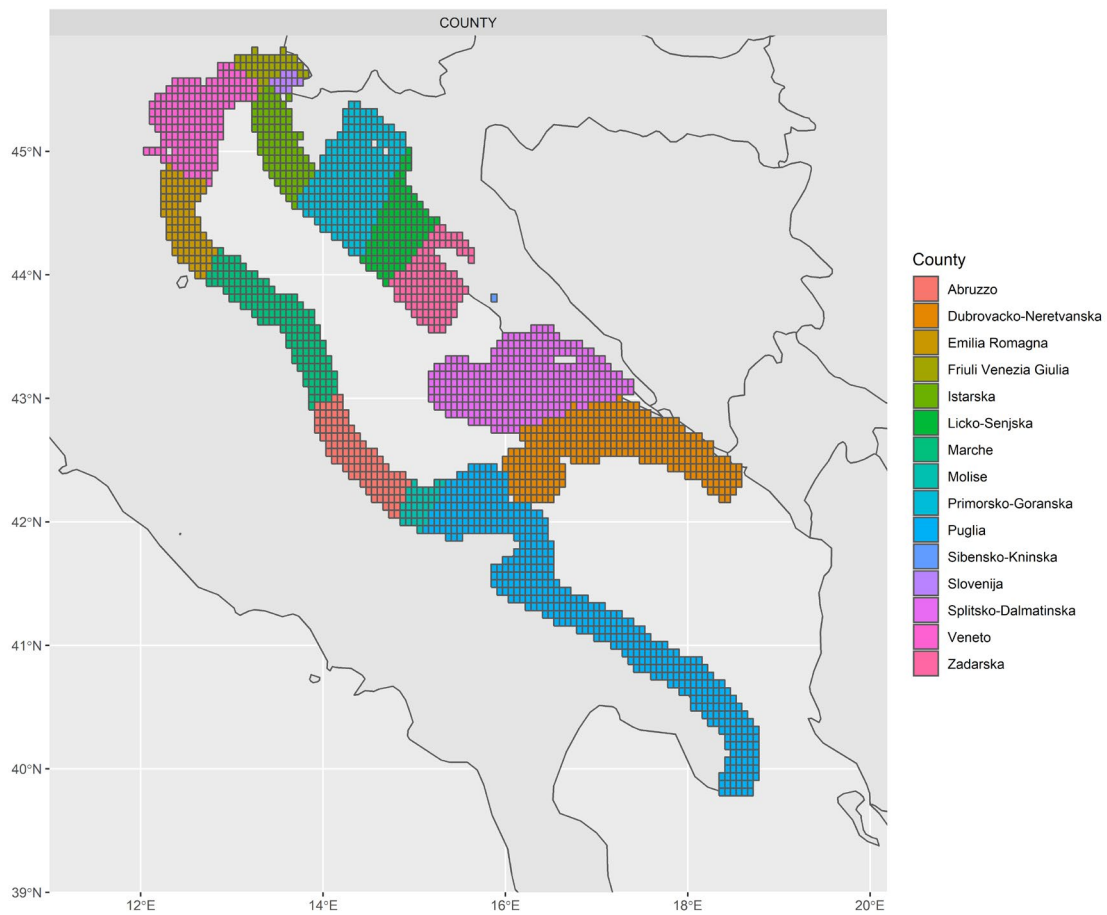 COUNTY
45°N
44°N
43°N
42°N
41°N
40°N
39°N
12°E
14°E
16°E
18°E
20°E
County
Abruzzo
Dubrovacko-Neretvanska
Emilia Romagna
Friuli Venezia Giulia
Istarska
Licko-Senjska
Marche
Molise
Primorsko-Goranska
Puglia
Sibensko-Kninska
Slovenija
Splitsko-Dalmatinska
Veneto
Zadarska